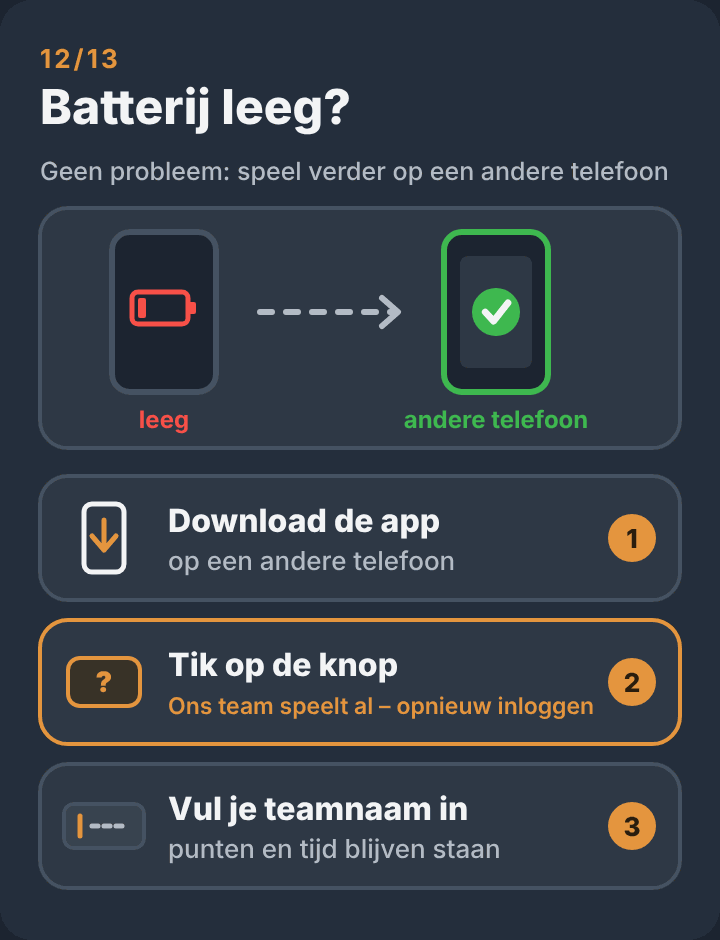 12/13
Batterij leeg?
Geen probleem: speel verder op een andere telefoon
leeg
andere telefoon
Download de app
op een andere telefoon
1
?
Tik op de knop
Ons team speelt al – opnieuw inloggen
2
Vul je teamnaam in
punten en tijd blijven staan
3